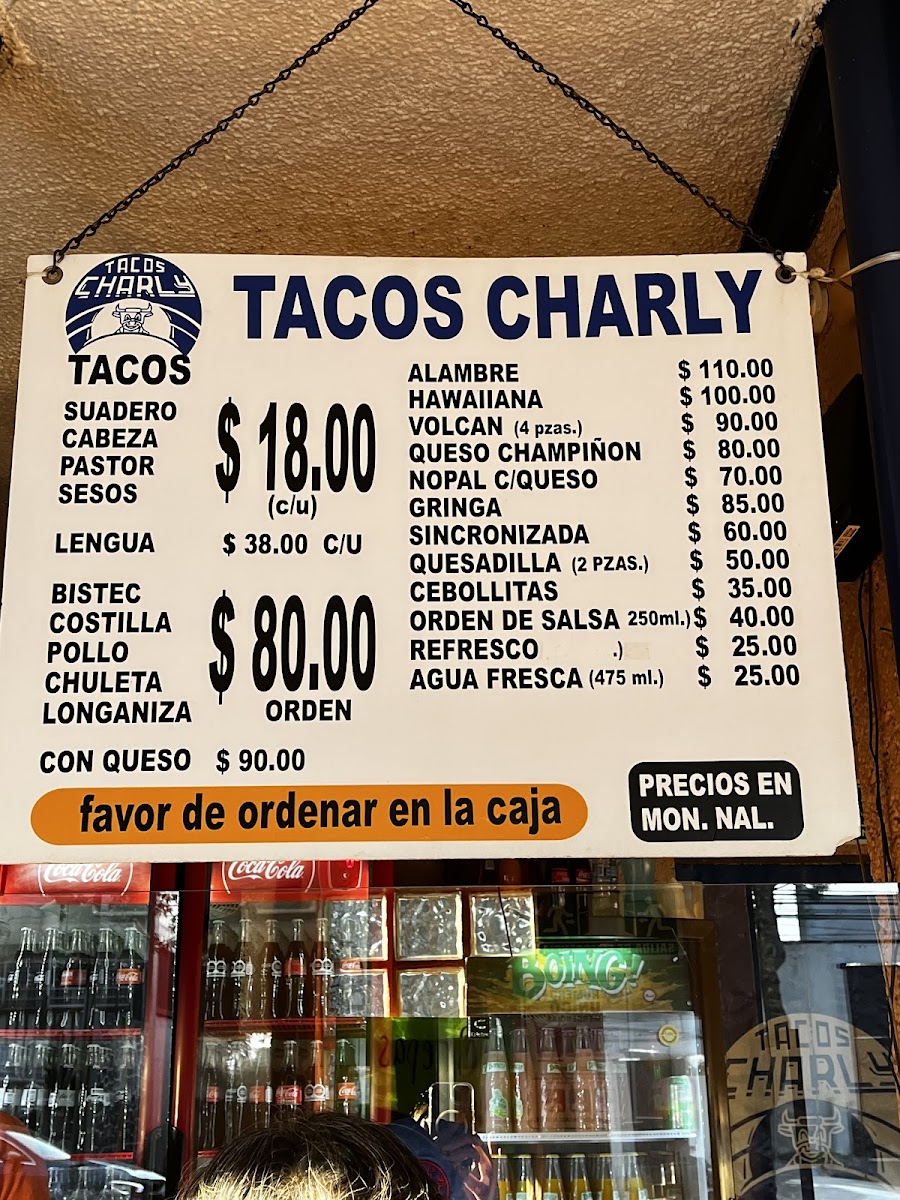 TACOS
CHARLY
TACOS CHARLY
TACOS
SUADERO
CABEZA
PASTOR
SESOS
$ 18.00
(c/u)
LENGUA $ 38.00 C/U
BISTEC
COSTILLA
POLLO
CHULETA
LONGANIZA
$ 80.00
ORDEN
CON QUESO $ 90.00
ALAMBRE $ 110.00
HAWAIIANA $ 100.00
VOLCAN (4 pzas.) $ 90.00
QUESO CHAMPIÑON $ 80.00
NOPAL C/QUESO $ 70.00
GRINGA $ 85.00
SINCRONIZADA $ 60.00
QUESADILLA (2 PZAS.) $ 50.00
CEBOLLITAS $ 35.00
ORDEN DE SALSA 250ml.) $ 40.00
REFRESCO .) $ 25.00
AGUA FRESCA (475 ml.) $ 25.00
favor de ordenar en la caja
PRECIOS EN
MON. NAL.
Coca-Cola
Coca-Cola
BOING!
TACOS
CHARLY